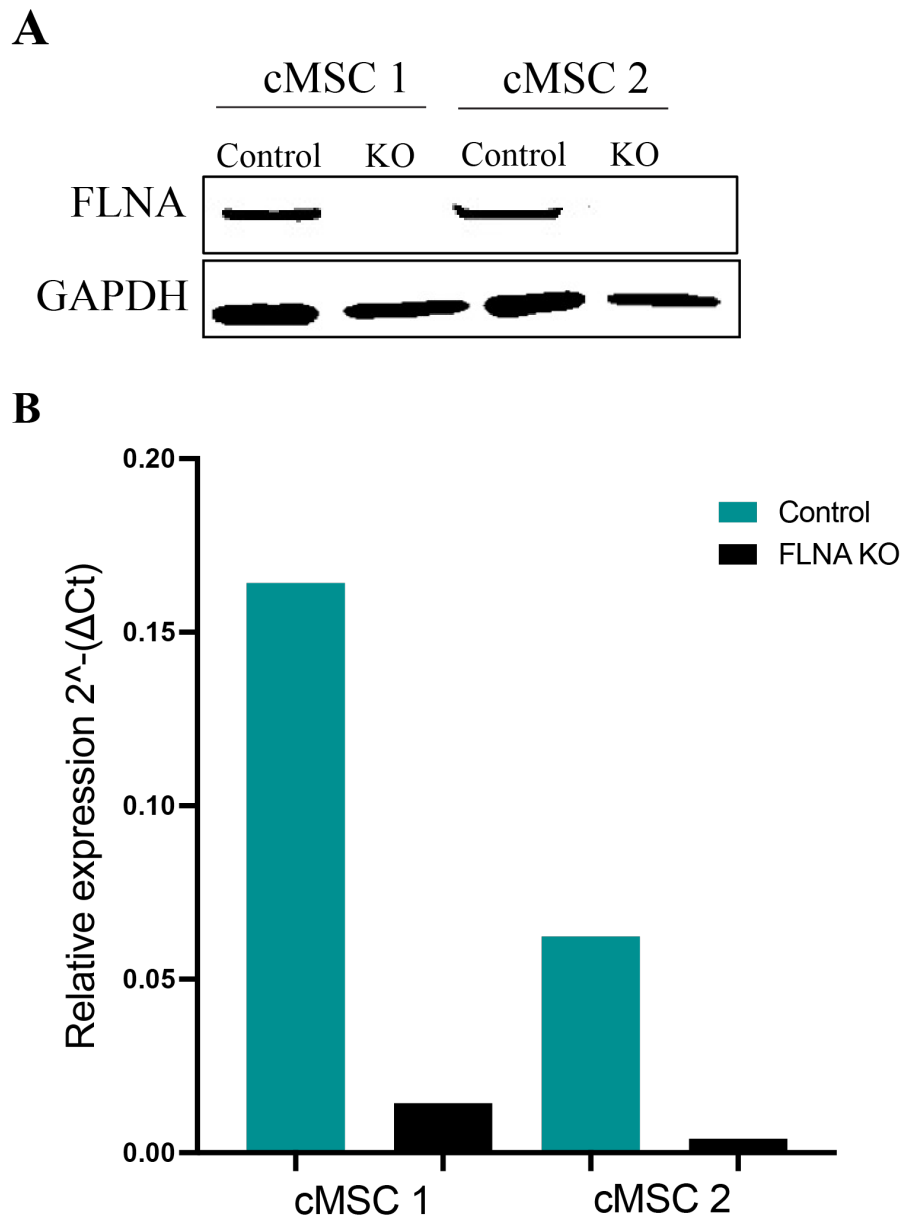 A
cMSC 1 cMSC 2
Control KO Control KO
FLNA
GAPDH
B
0.20
0.15
0.10
0.05
0.00
Relative expression 2^-(ΔCt)
Control
FLNA KO
cMSC 1 cMSC 2